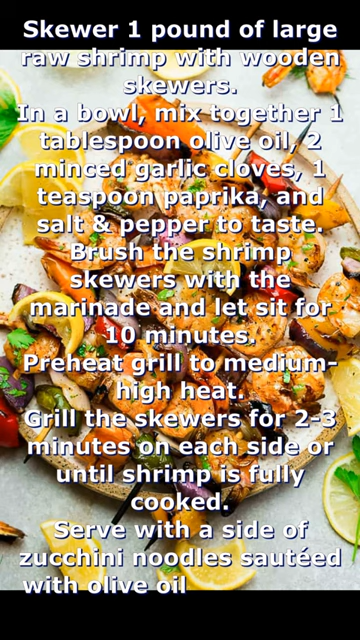 Skewer 1 pound of large
raw shrimp with wooden
skewers.
In a bowl, mix together 1
tablespoon olive oil, 2
minced garlic cloves, 1
teaspoon paprika, and
salt & pepper to taste.
Brush the shrimp
skewers with the
marinade and let sit for
10 minutes.
Preheat grill to medium-
high heat.
Grill the skewers for 2-3
minutes on each side or
until shrimp is fully
cooked.
Serve with a side of
zucchini noodles sautéed
with olive oil